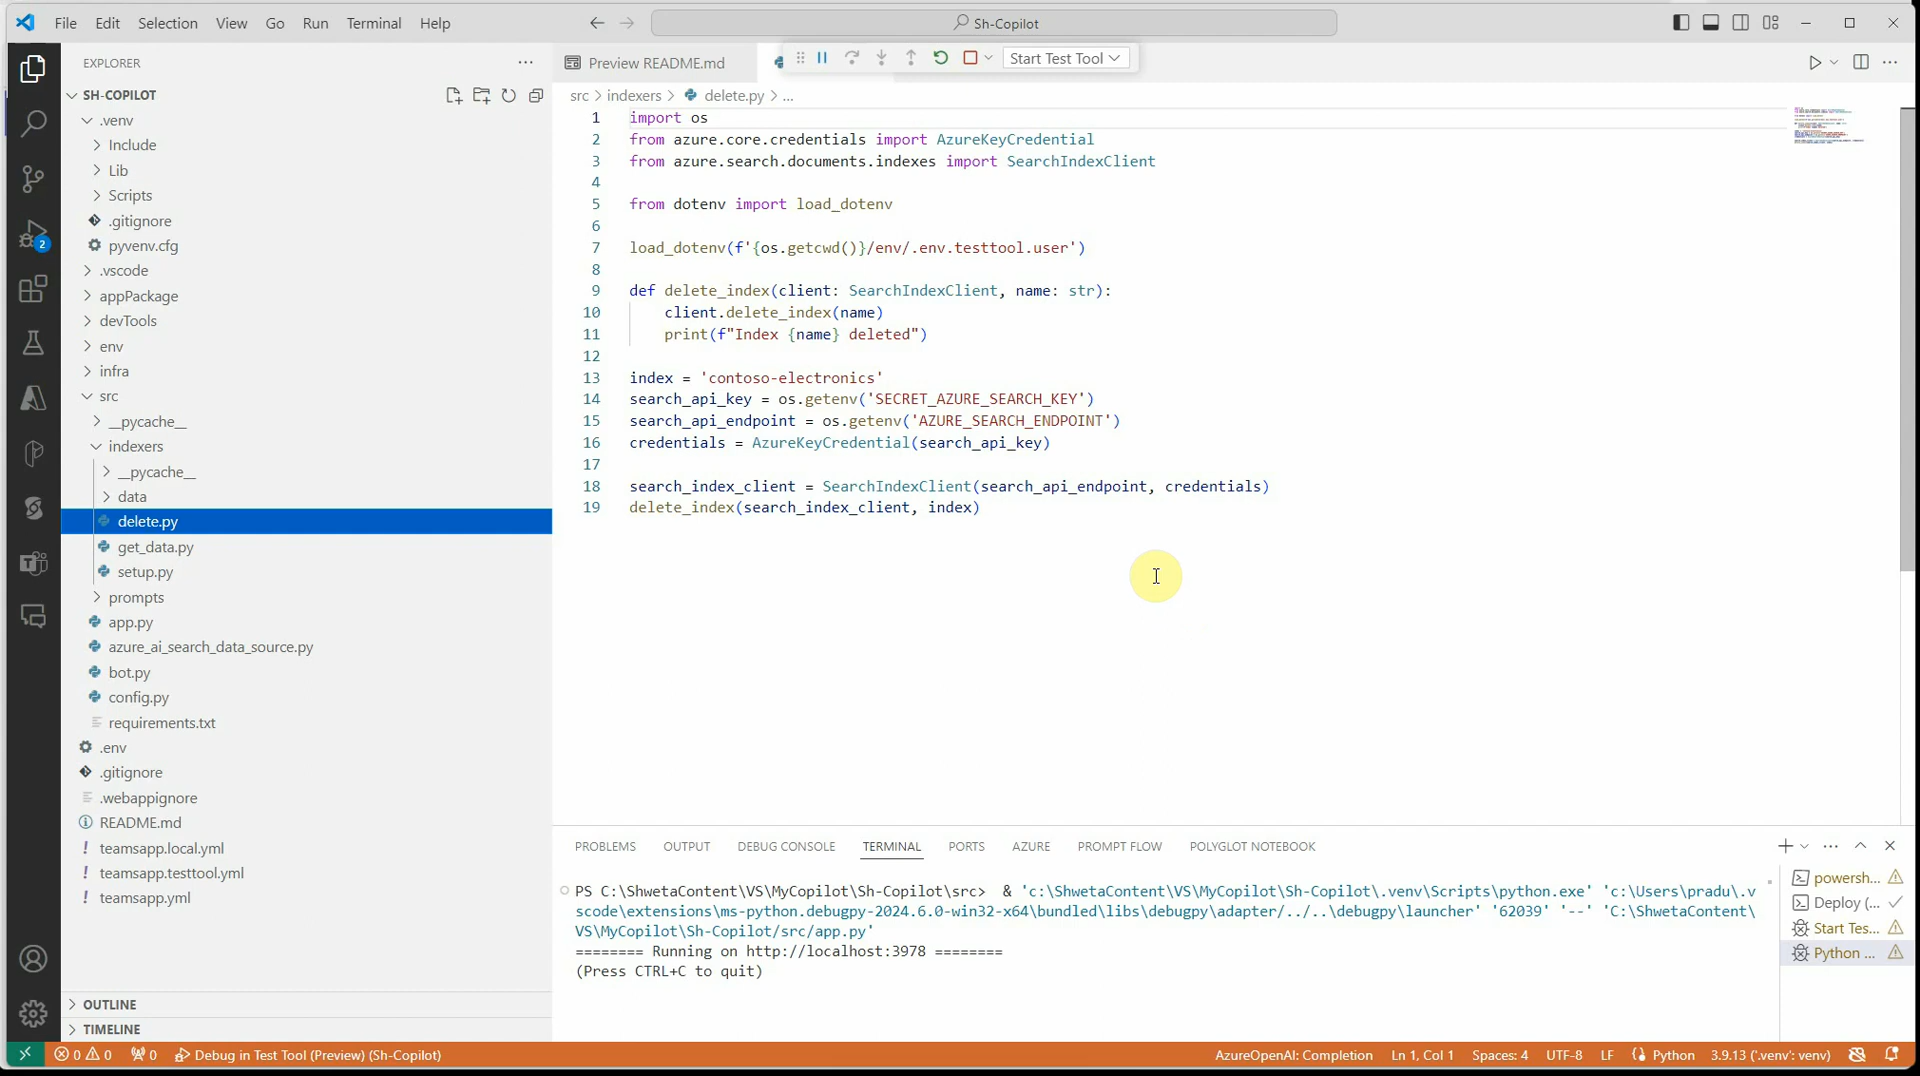 File Edit Selection View Go Run Terminal Help
Sh-Copilot
EXPLORER
Preview README.md
Start Test Tool
SH-COPILOT
.venv
Include
Lib
Scripts
.gitignore
pyvenv.cfg
.vscode
appPackage
devTools
env
infra
src
__pycache__
indexers
__pycache__
data
delete.py
get_data.py
setup.py
prompts
app.py
azure_ai_search_data_source.py
bot.py
config.py
requirements.txt
.env
.gitignore
.webappignore
README.md
teamsapp.local.yml
teamsapp.testtool.yml
teamsapp.yml
OUTLINE
TIMELINE
2
src > indexers > delete.py > ...
1 import os
2 from azure.core.credentials import AzureKeyCredential
3 from azure.search.documents.indexes import SearchIndexClient
4
5 from dotenv import load_dotenv
6
7 load_dotenv(f'{os.getcwd()}/env/.env.testtool.user')
8
9 def delete_index(client: SearchIndexClient, name: str):
10 client.delete_index(name)
11 print(f"Index {name} deleted")
12
13 index = 'contoso-electronics'
14 search_api_key = os.getenv('SECRET_AZURE_SEARCH_KEY')
15 search_api_endpoint = os.getenv('AZURE_SEARCH_ENDPOINT')
16 credentials = AzureKeyCredential(search_api_key)
17
18 search_index_client = SearchIndexClient(search_api_endpoint, credentials)
19 delete_index(search_index_client, index)
PROBLEMS OUTPUT DEBUG CONSOLE TERMINAL PORTS AZURE PROMPT FLOW POLYGLOT NOTEBOOK
PS C:\ShwetaContent\VS\MyCopilot\Sh-Copilot\src> & 'c:\ShwetaContent\VS\MyCopilot\Sh-Copilot\.venv\Scripts\python.exe' 'c:\Users\pradu\.v
scode\extensions\ms-python.debugpy-2024.6.0-win32-x64\bundled\libs\debugpy\adapter/../..\debugpy\launcher' '62039' '--' 'C:\ShwetaContent\
VS\MyCopilot\Sh-Copilot/src/app.py'
======== Running on http://localhost:3978 ========
(Press CTRL+C to quit)
powersh...
Deploy (...
Start Tes...
Python ...
0 0 0 Debug in Test Tool (Preview) (Sh-Copilot)
AzureOpenAI: Completion Ln 1, Col 1 Spaces: 4 UTF-8 LF Python 3.9.13 ('.venv': venv)